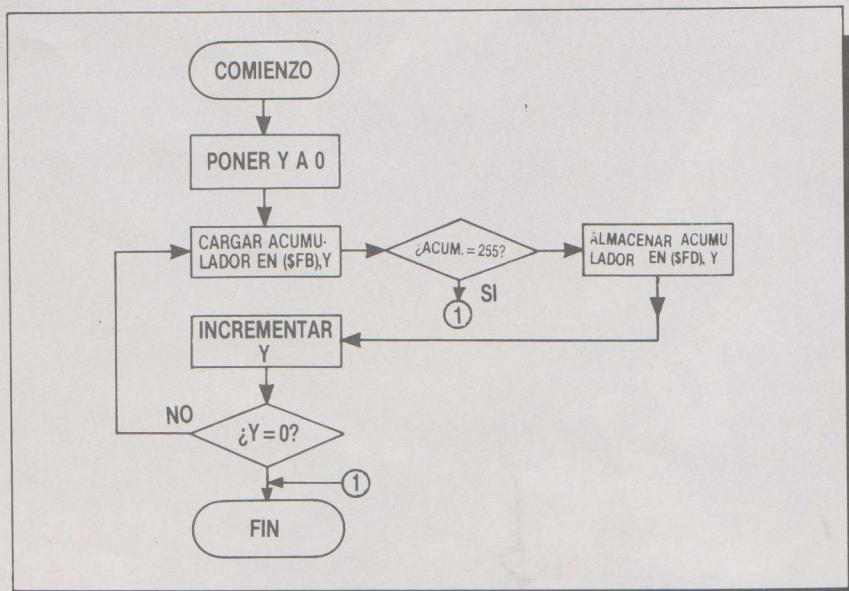 COMIENZO
PONER Y A 0
CARGAR ACUMU-
LADOR EN ($FB),Y
¿ACUM. = 255?
ALMACENAR ACUMU
LADOR EN ($FD), Y
SI
1
INCREMENTAR
Y
NO
¿Y = 0?
1
FIN